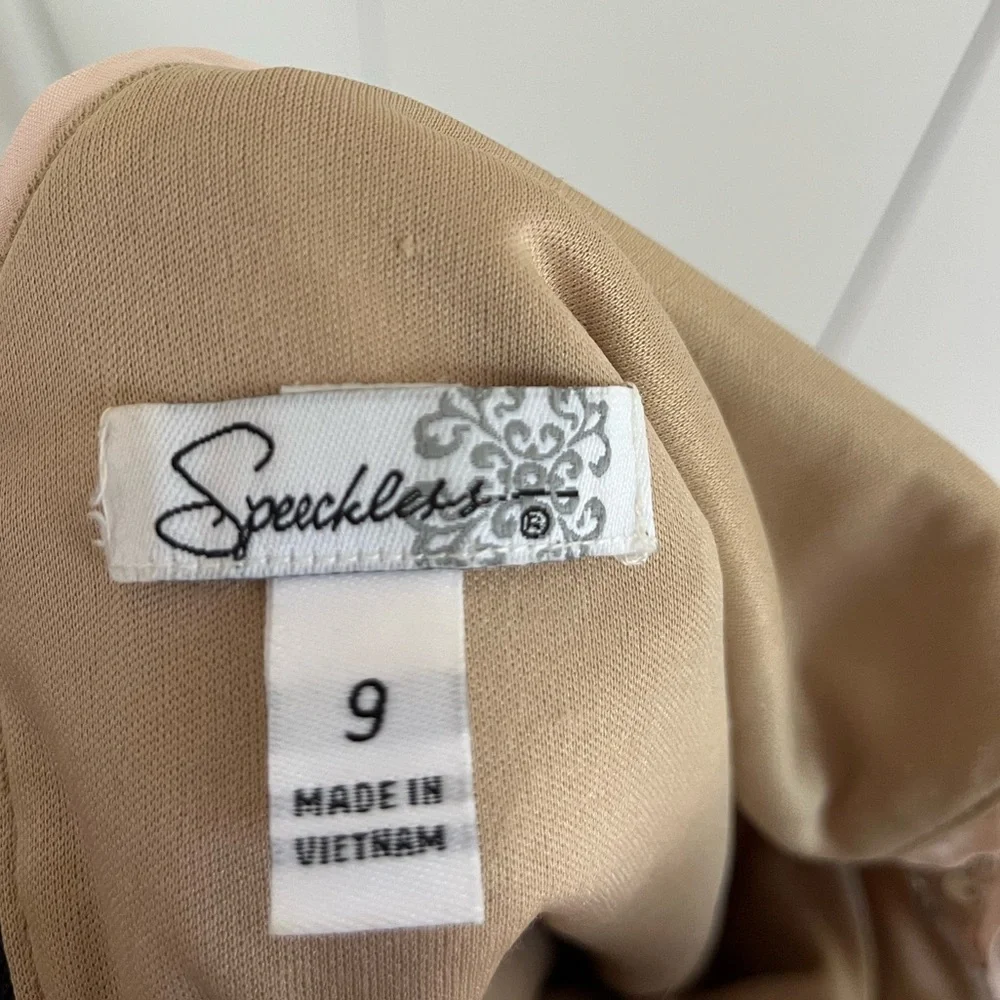 Speechless ®
9
MADE IN
VIETNAM